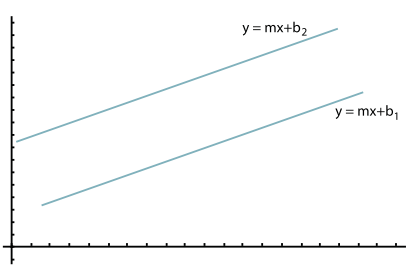 y = mx+b₂
y = mx+b₁